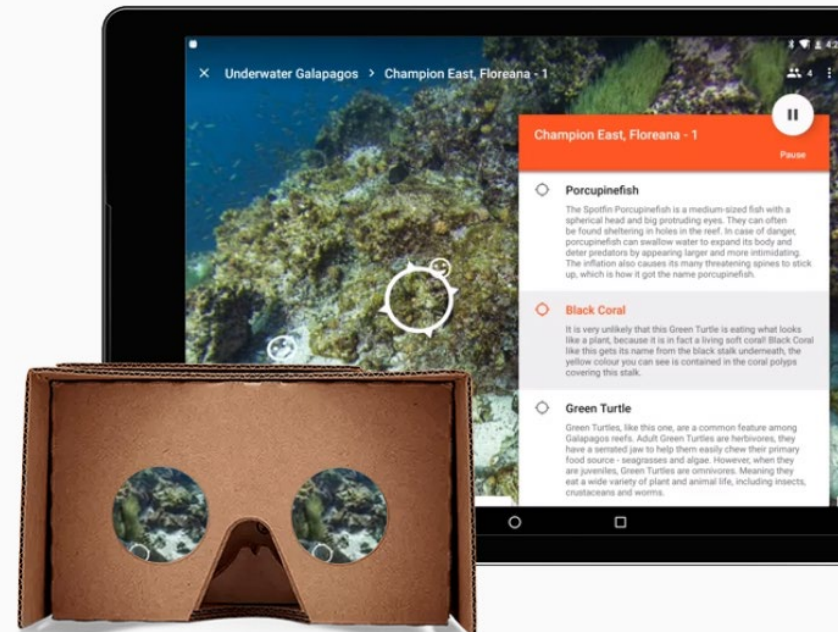 4:2
× Underwater Galapagos > Champion East, Floreana - 1
4
Champion East, Floreana - 1
Pause
Porcupinefish
The Spotfin Porcupinefish is a medium-sized fish with a
spherical head and big protruding eyes. They can often
be found sheltering in holes in the reef. In case of danger,
porcupinefish can swallow water to expand its body and
deter predators by appearing larger and more intimidating.
The inflation also causes its many threatening spines to stick
up, which is how it got the name porcupinefish.
Black Coral
It is very unlikely that this Green Turtle is eating what looks
like a plant, because it is in fact a living soft coral! Black Coral
like this gets its name from the black stalk underneath, the
yellow colour you can see is contained in the coral polyps
covering this stalk.
Green Turtle
Green Turtles, like this one, are a common feature among
Galapagos reefs. Adult Green Turtles are herbivores, they
have a serrated jaw to help them easily chew their primary
food source - seagrasses and algae. However, when they
are juveniles, Green Turtles are omnivores. Meaning they
eat a wide variety of plant and animal life, including insects,
crustaceans and worms.